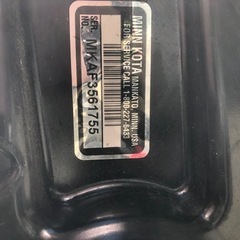 MINN KOTA
MANKATO, MINN. USA
FOR SERVICE CALL 1-800-227-6433
SER. NO. MKAF3561755